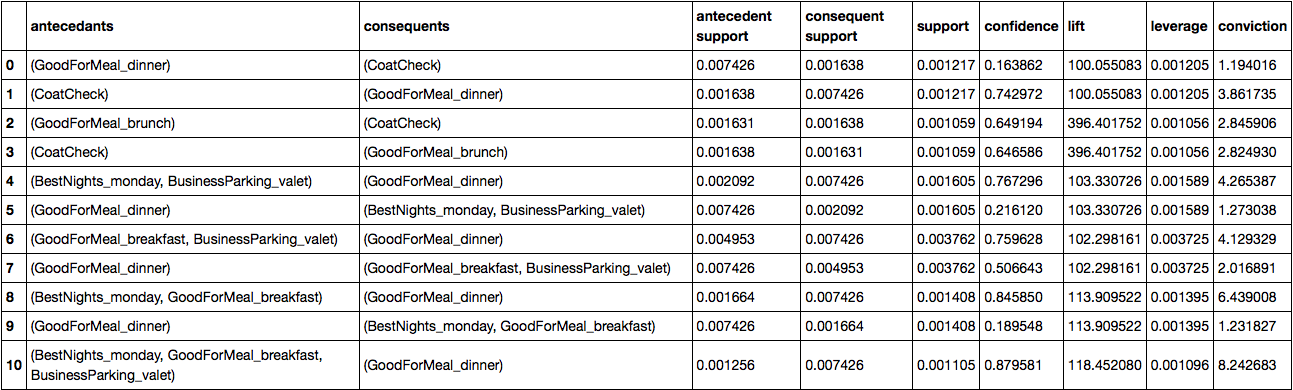 antecedants consequents antecedent support consequent support support confidence lift leverage conviction
0 (GoodForMeal_dinner) (CoatCheck) 0.007426 0.001638 0.001217 0.163862 100.055083 0.001205 1.194016
1 (CoatCheck) (GoodForMeal_dinner) 0.001638 0.007426 0.001217 0.742972 100.055083 0.001205 3.861735
2 (GoodForMeal_brunch) (CoatCheck) 0.001631 0.001638 0.001059 0.649194 396.401752 0.001056 2.845906
3 (CoatCheck) (GoodForMeal_brunch) 0.001638 0.001631 0.001059 0.646586 396.401752 0.001056 2.824930
4 (BestNights_monday, BusinessParking_valet) (GoodForMeal_dinner) 0.002092 0.007426 0.001605 0.767296 103.330726 0.001589 4.265387
5 (GoodForMeal_dinner) (BestNights_monday, BusinessParking_valet) 0.007426 0.002092 0.001605 0.216120 103.330726 0.001589 1.273038
6 (GoodForMeal_breakfast, BusinessParking_valet) (GoodForMeal_dinner) 0.004953 0.007426 0.003762 0.759628 102.298161 0.003725 4.129329
7 (GoodForMeal_dinner) (GoodForMeal_breakfast, BusinessParking_valet) 0.007426 0.004953 0.003762 0.506643 102.298161 0.003725 2.016891
8 (BestNights_monday, GoodForMeal_breakfast) (GoodForMeal_dinner) 0.001664 0.007426 0.001408 0.845850 113.909522 0.001395 6.439008
9 (GoodForMeal_dinner) (BestNights_monday, GoodForMeal_breakfast) 0.007426 0.001664 0.001408 0.189548 113.909522 0.001395 1.231827
10 (BestNights_monday, GoodForMeal_breakfast, BusinessParking_valet) (GoodForMeal_dinner) 0.001256 0.007426 0.001105 0.879581 118.452080 0.001096 8.242683